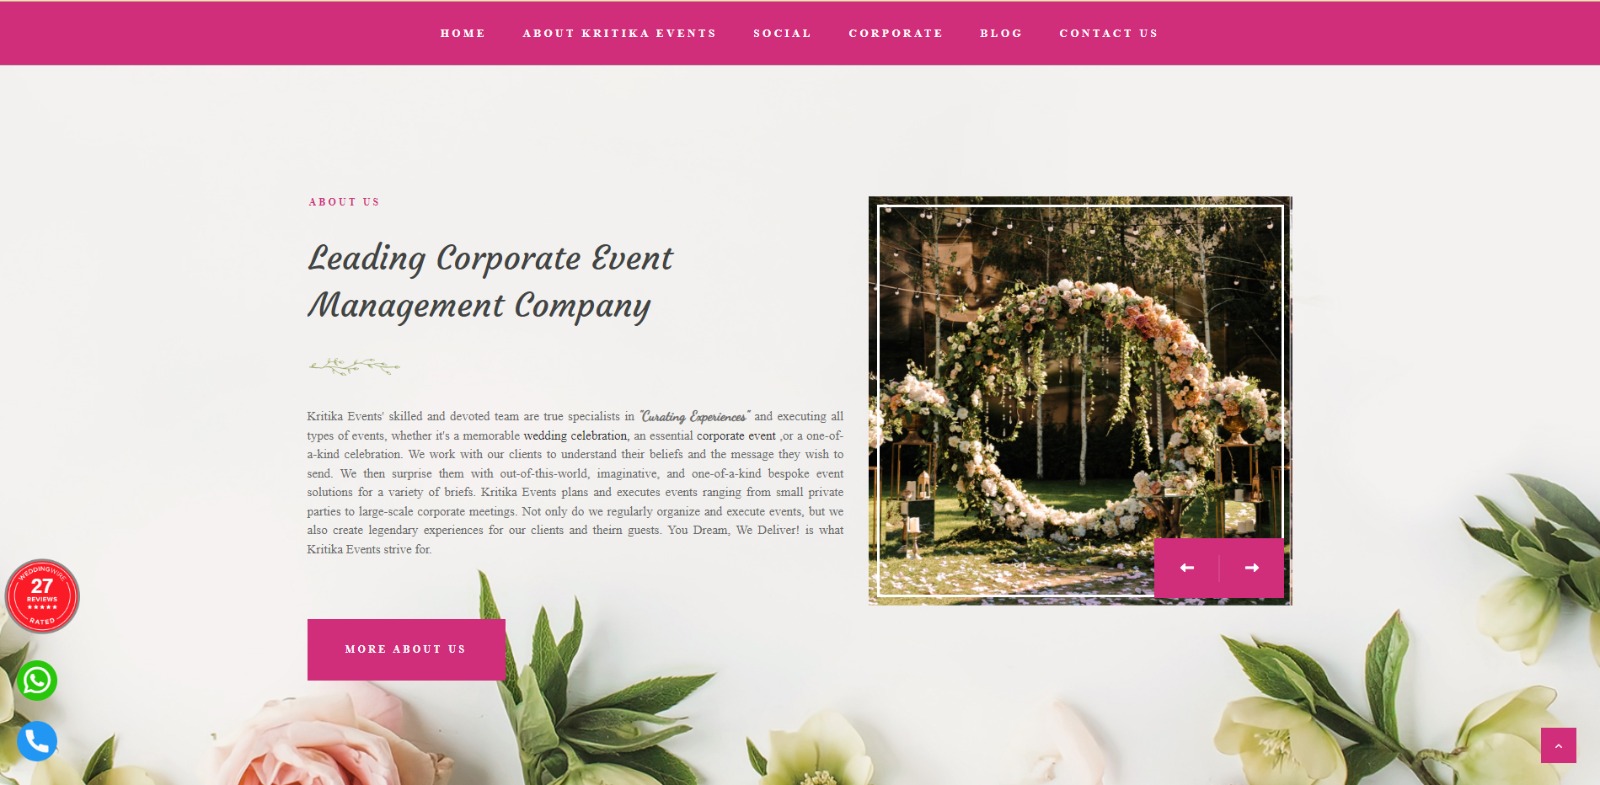 HOME ABOUT KRITIKA EVENTS SOCIAL CORPORATE BLOG CONTACT US
ABOUT US
Leading Corporate Event
Management Company
Kritika Events' skilled and devoted team are true specialists in "Curating Experiences" and executing all
types of events, whether it's a memorable wedding celebration, an essential corporate event ,or a one-of-
a-kind celebration. We work with our clients to understand their beliefs and the message they wish to
send. We then surprise them with out-of-this-world, imaginative, and one-of-a-kind bespoke event
solutions for a variety of briefs. Kritika Events plans and executes events ranging from small private
parties to large-scale corporate meetings. Not only do we regularly organize and execute events, but we
also create legendary experiences for our clients and theirn guests. You Dream, We Deliver! is what
Kritika Events strive for.
WEDDINGWIRE
27
REVIEWS
★★★★★
RATED
MORE ABOUT US